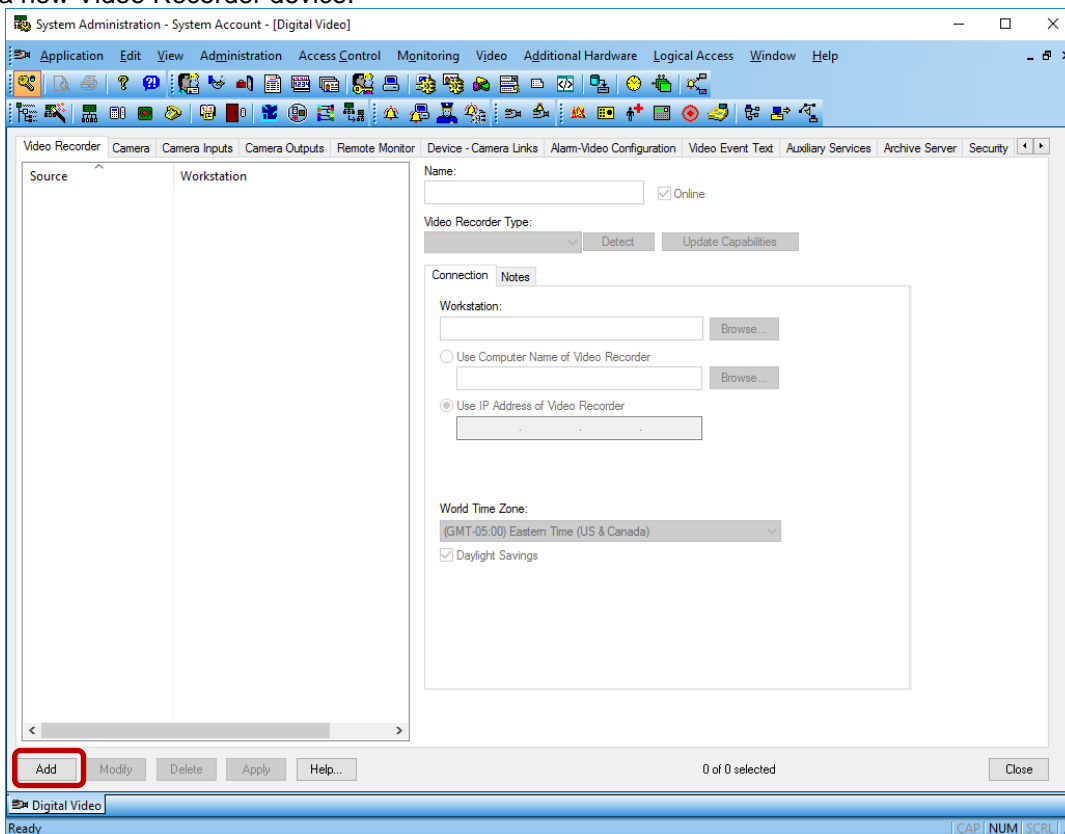 a new Video Recorder device.
System Administration - System Account - [Digital Video]
Application Edit View Administration Access Control Monitoring Video Additional Hardware Logical Access Window Help
Video Recorder Camera Camera Inputs Camera Outputs Remote Monitor Device - Camera Links Alarm-Video Configuration Video Event Text Auxiliary Services Archive Server Security
Source Workstation
Name:
Online
Video Recorder Type:
Detect Update Capabilities
Connection Notes
Workstation:
Browse...
Use Computer Name of Video Recorder
Browse...
Use IP Address of Video Recorder
. . .
World Time Zone:
(GMT-05:00) Eastern Time (US & Canada)
Daylight Savings
Add Modify Delete Apply Help... 0 of 0 selected Close
Digital Video
Ready CAP NUM SCRL